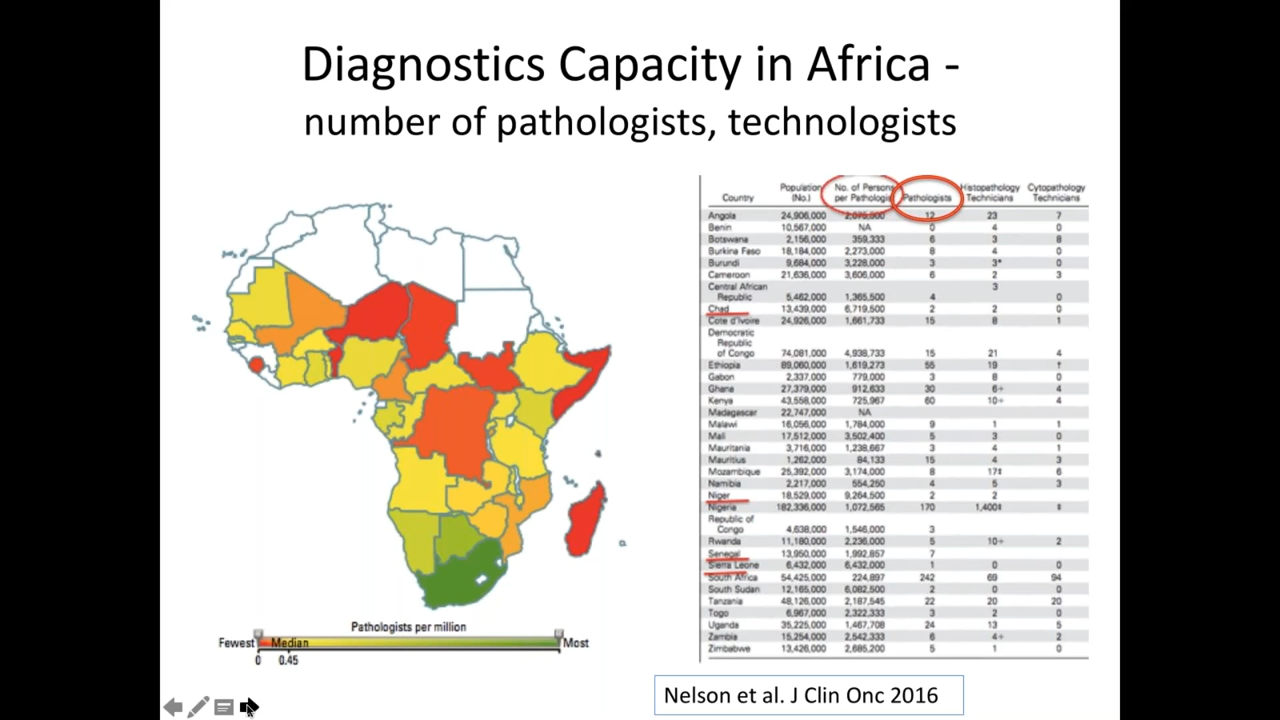 Diagnostics Capacity in Africa -
number of pathologists, technologists
Pathologists per million
Fewest Median Most
0 0.45
Country Population (No.) No. of Persons per Pathologist Pathologists Histopathology Technicians Cytopathology Technicians
Angola 24,906,000 2,075,500 12 23 7
Benin 10,567,000 NA 0 4 0
Botswana 2,156,000 359,333 6 3 8
Burkina Faso 18,184,000 2,273,000 8 4 0
Burundi 9,684,000 3,228,000 3 3* 0
Cameroon 21,636,000 3,606,000 6 2 3
Central African 3
Republic 5,462,000 1,365,500 4 0
Chad 13,439,000 6,719,500 2 2 0
Cote d'Ivoire 24,926,000 1,661,733 15 8 1
Democratic
Republic
of Congo 74,081,000 4,938,733 15 21 4
Ethiopia 89,060,000 1,619,273 55 19 †
Gabon 2,337,000 779,000 3 8 0
Ghana 27,379,000 912,633 30 6÷ 4
Kenya 43,558,000 725,967 60 10÷ 4
Madagascar 22,747,000 NA
Malawi 16,056,000 1,784,000 9 1 1
Mali 17,512,000 3,502,400 5 3 0
Mauritania 3,716,000 1,238,667 3 4 1
Mauritius 1,262,000 84,133 15 4 3
Mozambique 25,392,000 3,174,000 8 17‡ 6
Namibia 2,217,000 554,250 4 5 3
Niger 18,529,000 9,264,500 2 2
Nigeria 182,336,000 1,072,565 170 1,400‡ ‡
Republic of
Congo 4,638,000 1,546,000 3
Rwanda 11,180,000 2,236,000 5 10÷ 2
Senegal 13,950,000 1,992,857 7
Sierra Leone 6,432,000 6,432,000 1 0 0
South Africa 54,425,000 224,897 242 69 94
South Sudan 12,165,000 6,082,500 2 0 0
Tanzania 48,126,000 2,187,545 22 20 20
Togo 6,967,000 2,322,333 3 2 0
Uganda 35,225,000 1,467,708 24 13 5
Zambia 15,254,000 2,542,333 6 4÷ 2
Zimbabwe 13,426,000 2,685,200 5 1 0
Nelson et al. J Clin Onc 2016